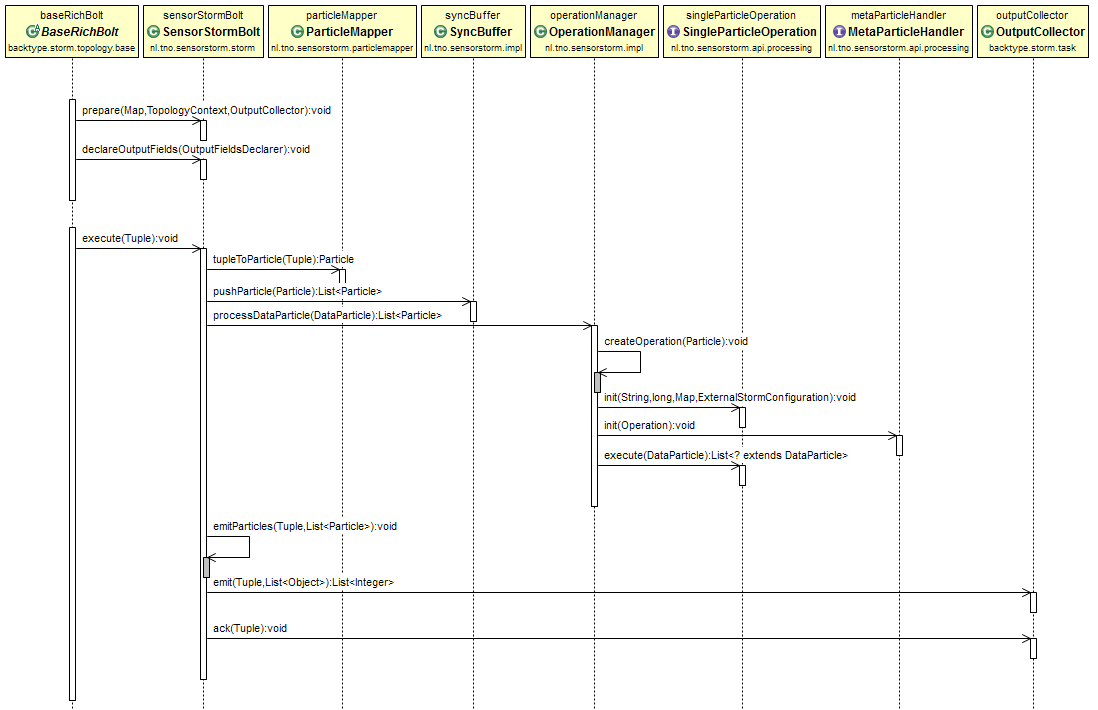 baseRichBolt
BaseRichBolt
backtype.storm.topology.base
sensorStormBolt
SensorStormBolt
nl.tno.sensorstorm.storm
particleMapper
ParticleMapper
nl.tno.sensorstorm.particlemapper
syncBuffer
SyncBuffer
nl.tno.sensorstorm.impl
operationManager
OperationManager
nl.tno.sensorstorm.impl
singleParticleOperation
SingleParticleOperation
nl.tno.sensorstorm.api.processing
metaParticleHandler
MetaParticleHandler
nl.tno.sensorstorm.api.processing
outputCollector
OutputCollector
backtype.storm.task
prepare(Map,TopologyContext,OutputCollector):void
declareOutputFields(OutputFieldsDeclarer):void
execute(Tuple):void
tupleToParticle(Tuple):Particle
pushParticle(Particle):List<Particle>
processDataParticle(DataParticle):List<Particle>
createOperation(Particle):void
init(String,long,Map,ExternalStormConfiguration):void
init(Operation):void
execute(DataParticle):List<? extends DataParticle>
emitParticles(Tuple,List<Particle>):void
emit(Tuple,List<Object>):List<Integer>
ack(Tuple):void